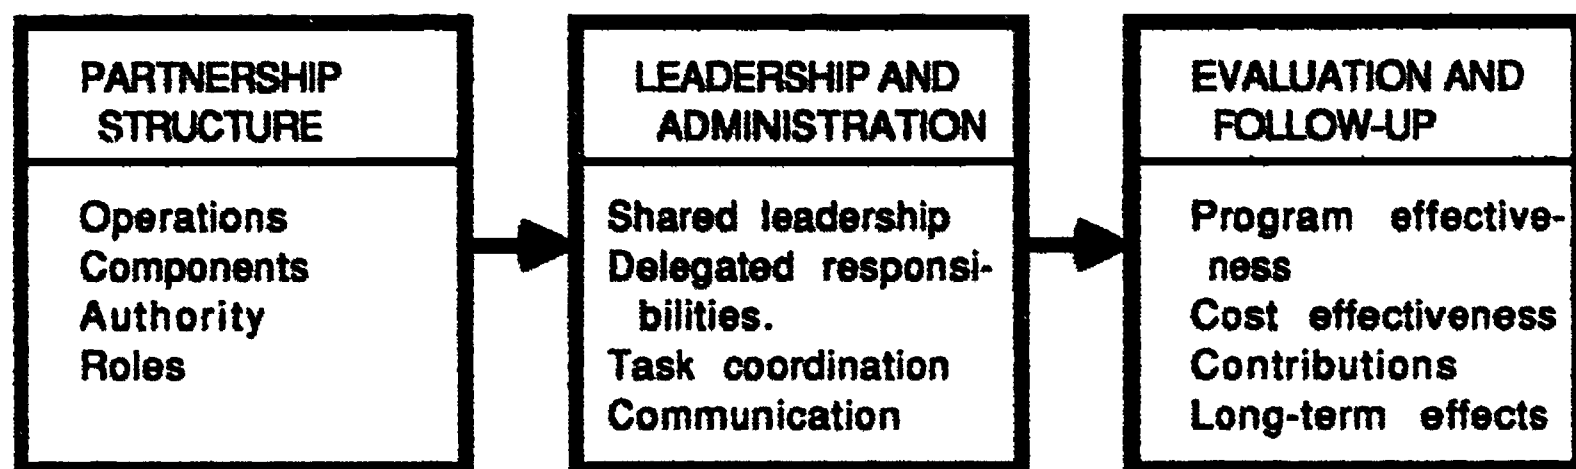 PARTNERSHIP
STRUCTURE
Operations
Components
Authority
Roles
LEADERSHIP AND
ADMINISTRATION
Shared leadership
Delegated responsi-
bilities.
Task coordination
Communication
EVALUATION AND
FOLLOW-UP
Program effective-
ness
Cost effectiveness
Contributions
Long-term effects